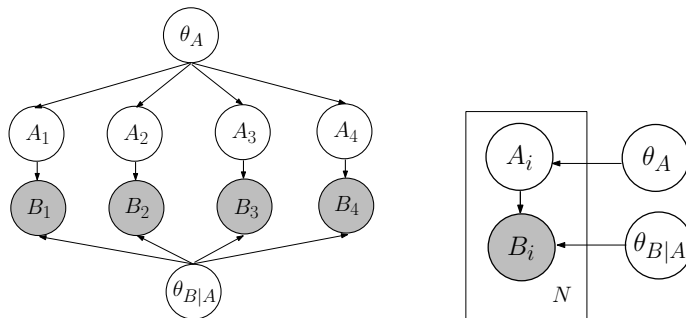 θ_A
A_1 A_2 A_3 A_4
B_1 B_2 B_3 B_4
θ_{B|A}
A_i θ_A
B_i θ_{B|A}
N